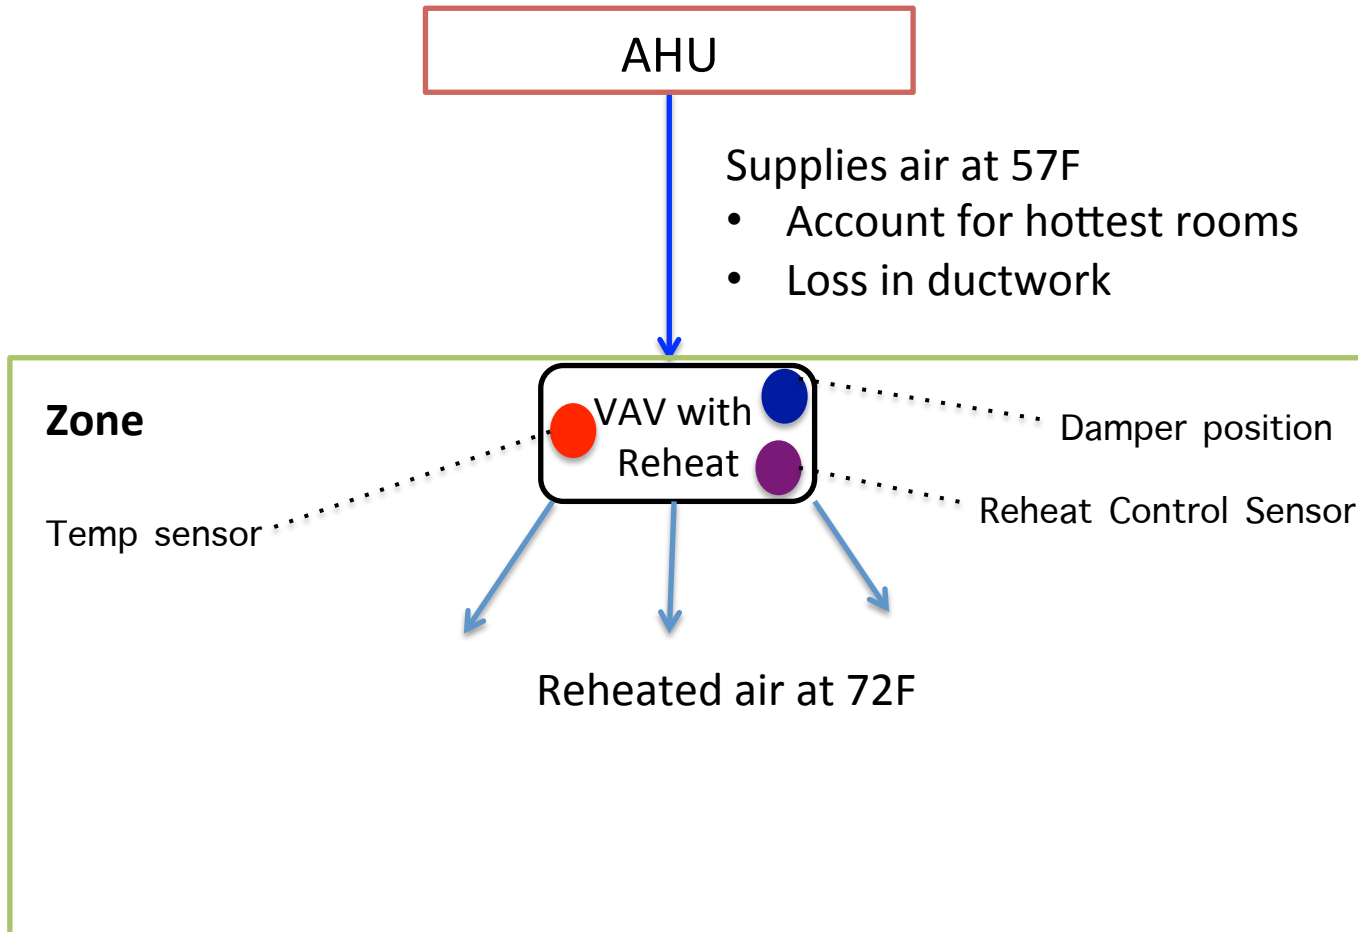 AHU
Supplies air at 57F
• Account for hottest rooms
• Loss in ductwork
Zone
VAV with
Reheat
Damper position
Reheat Control Sensor
Temp sensor
Reheated air at 72F